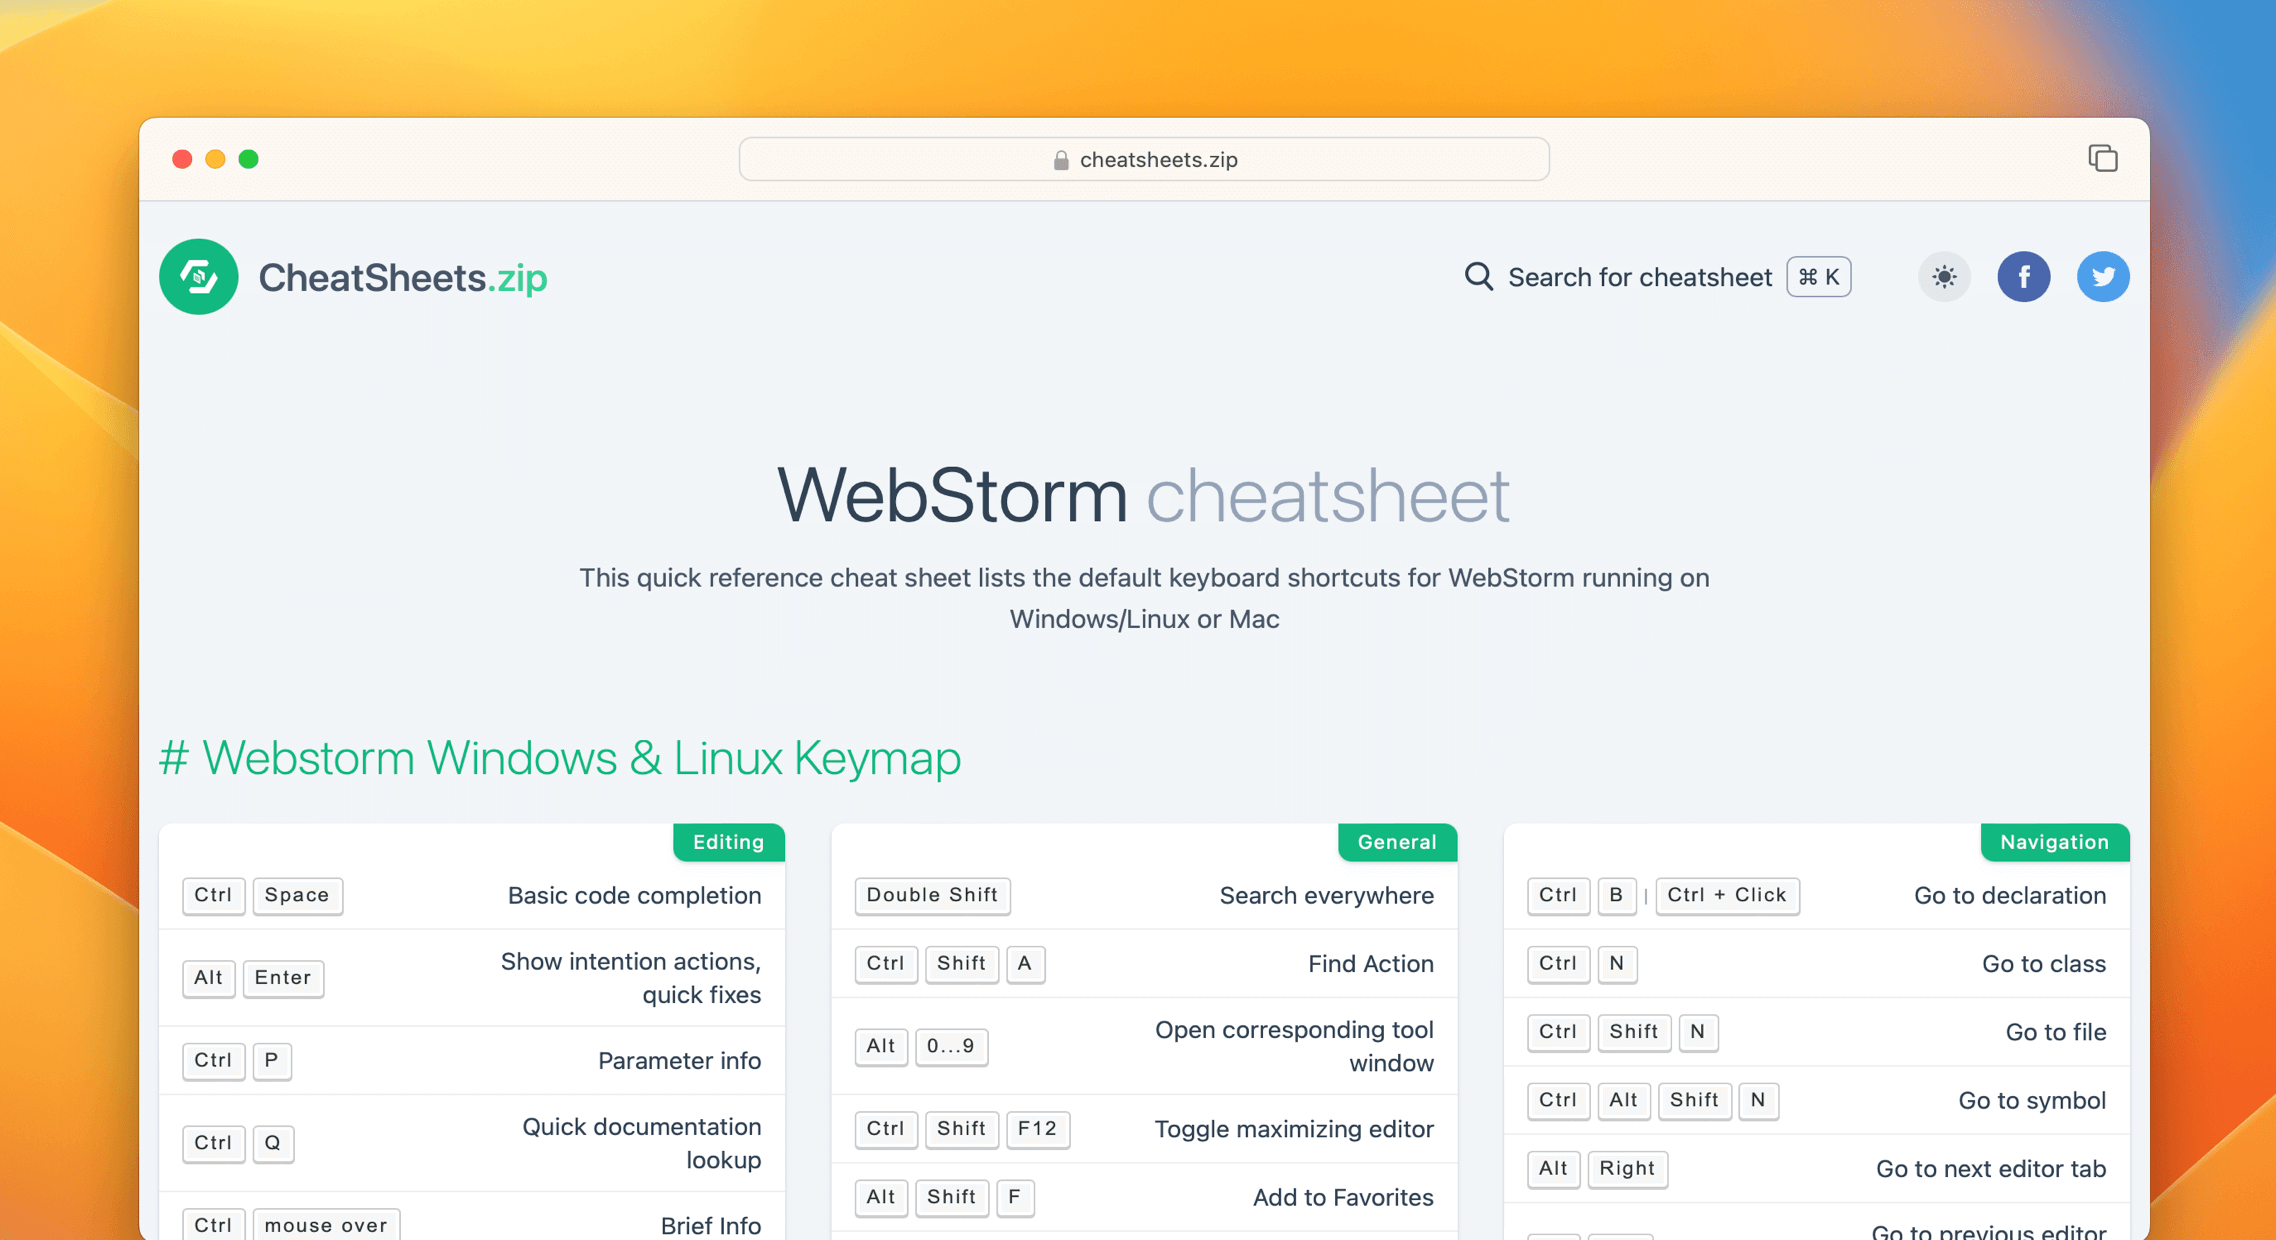 cheatsheets.zip
CheatSheets.zip
Search for cheatsheet ⌘ K
f
WebStorm cheatsheet
This quick reference cheat sheet lists the default keyboard shortcuts for WebStorm running on
Windows/Linux or Mac
# Webstorm Windows & Linux Keymap
Editing
Ctrl Space Basic code completion
Alt Enter Show intention actions,
quick fixes
Ctrl P Parameter info
Ctrl Q Quick documentation
lookup
Ctrl mouse over Brief Info
General
Double Shift Search everywhere
Ctrl Shift A Find Action
Alt 0...9 Open corresponding tool
window
Ctrl Shift F12 Toggle maximizing editor
Alt Shift F Add to Favorites
Navigation
Ctrl B | Ctrl + Click Go to declaration
Ctrl N Go to class
Ctrl Shift N Go to file
Ctrl Alt Shift N Go to symbol
Alt Right Go to next editor tab
Go to previous editor